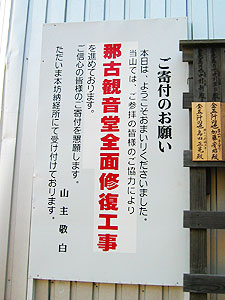 ご寄付のお願い
本日は、ようこそおまいりくださいました。
当山では、ご参拝の皆様のご協力により
那古観音堂全面修復工事
を進めております。
ご信心の皆様のご寄付を懇願します。
ただいま本坊納経所にて受け付けております。
山主敬白